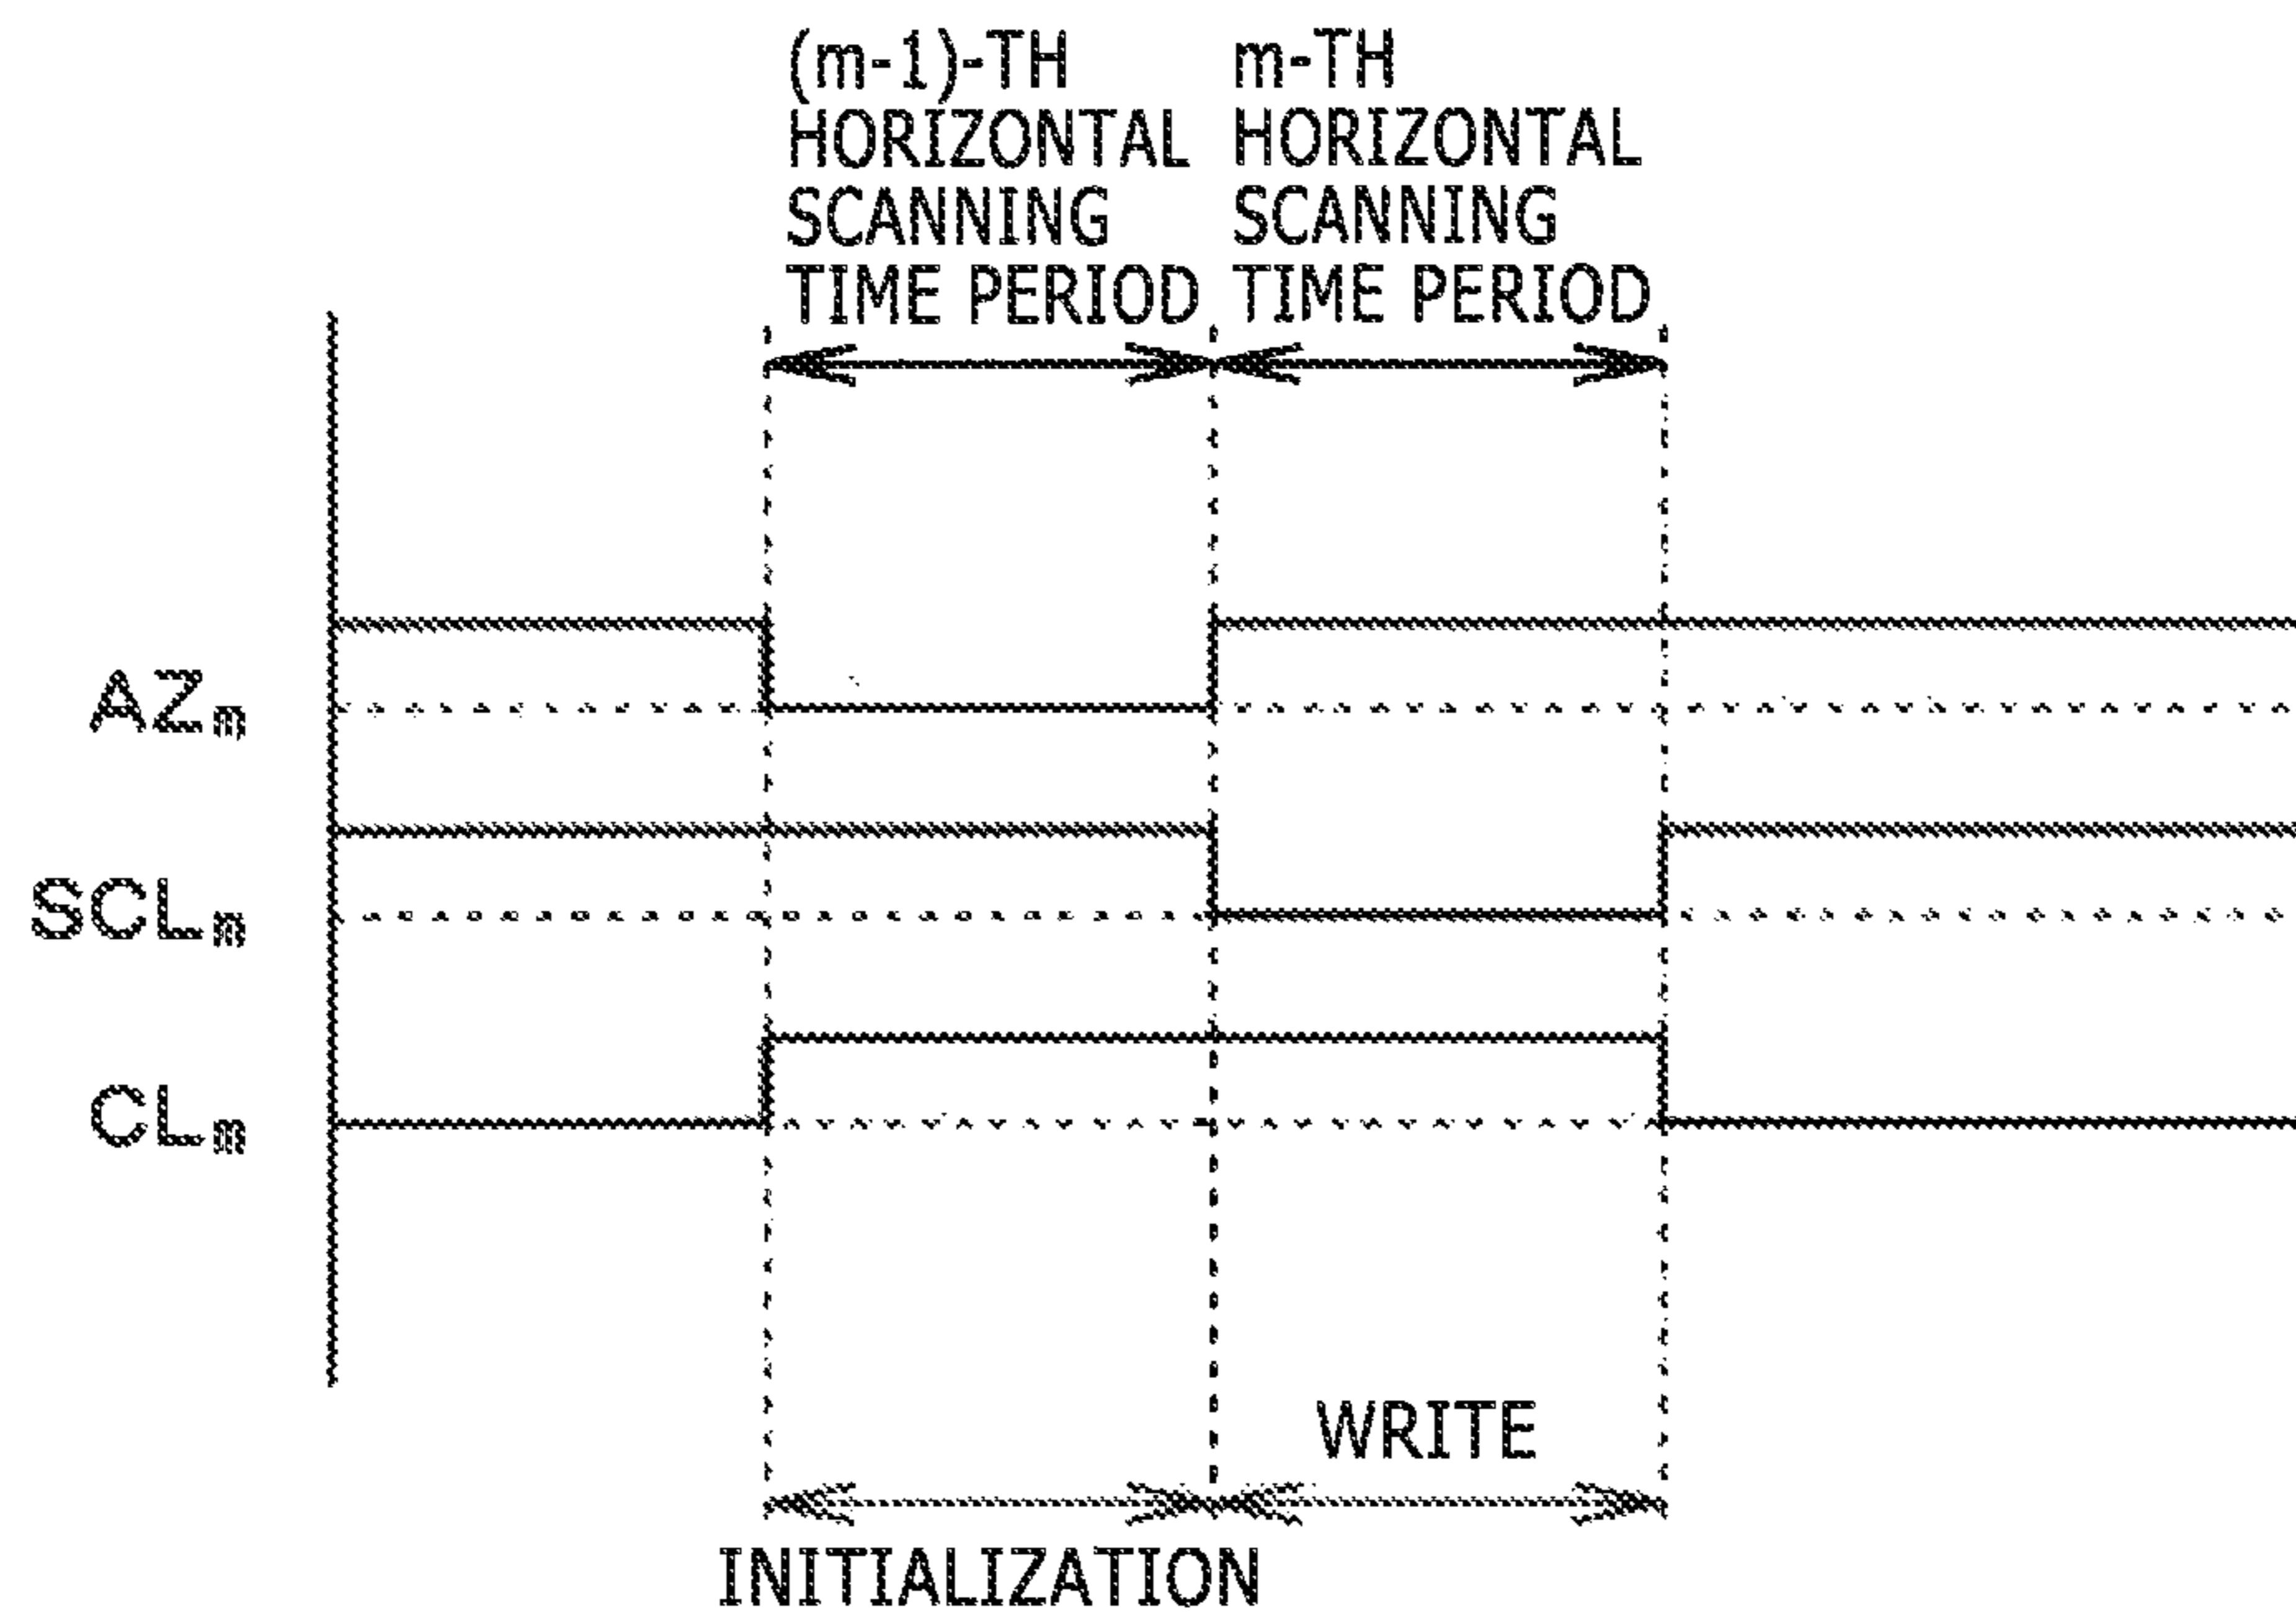 (m-1)-TH
HORIZONTAL
SCANNING
TIME PERIOD
m-TH
HORIZONTAL
SCANNING
TIME PERIOD
AZm
SCLm
CLm
WRITE
INITIALIZATION